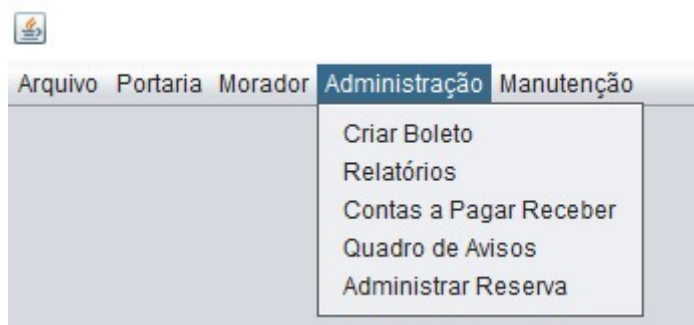 Arquivo Portaria Morador Administração Manutenção
Criar Boleto
Relatórios
Contas a Pagar Receber
Quadro de Avisos
Administrar Reserva